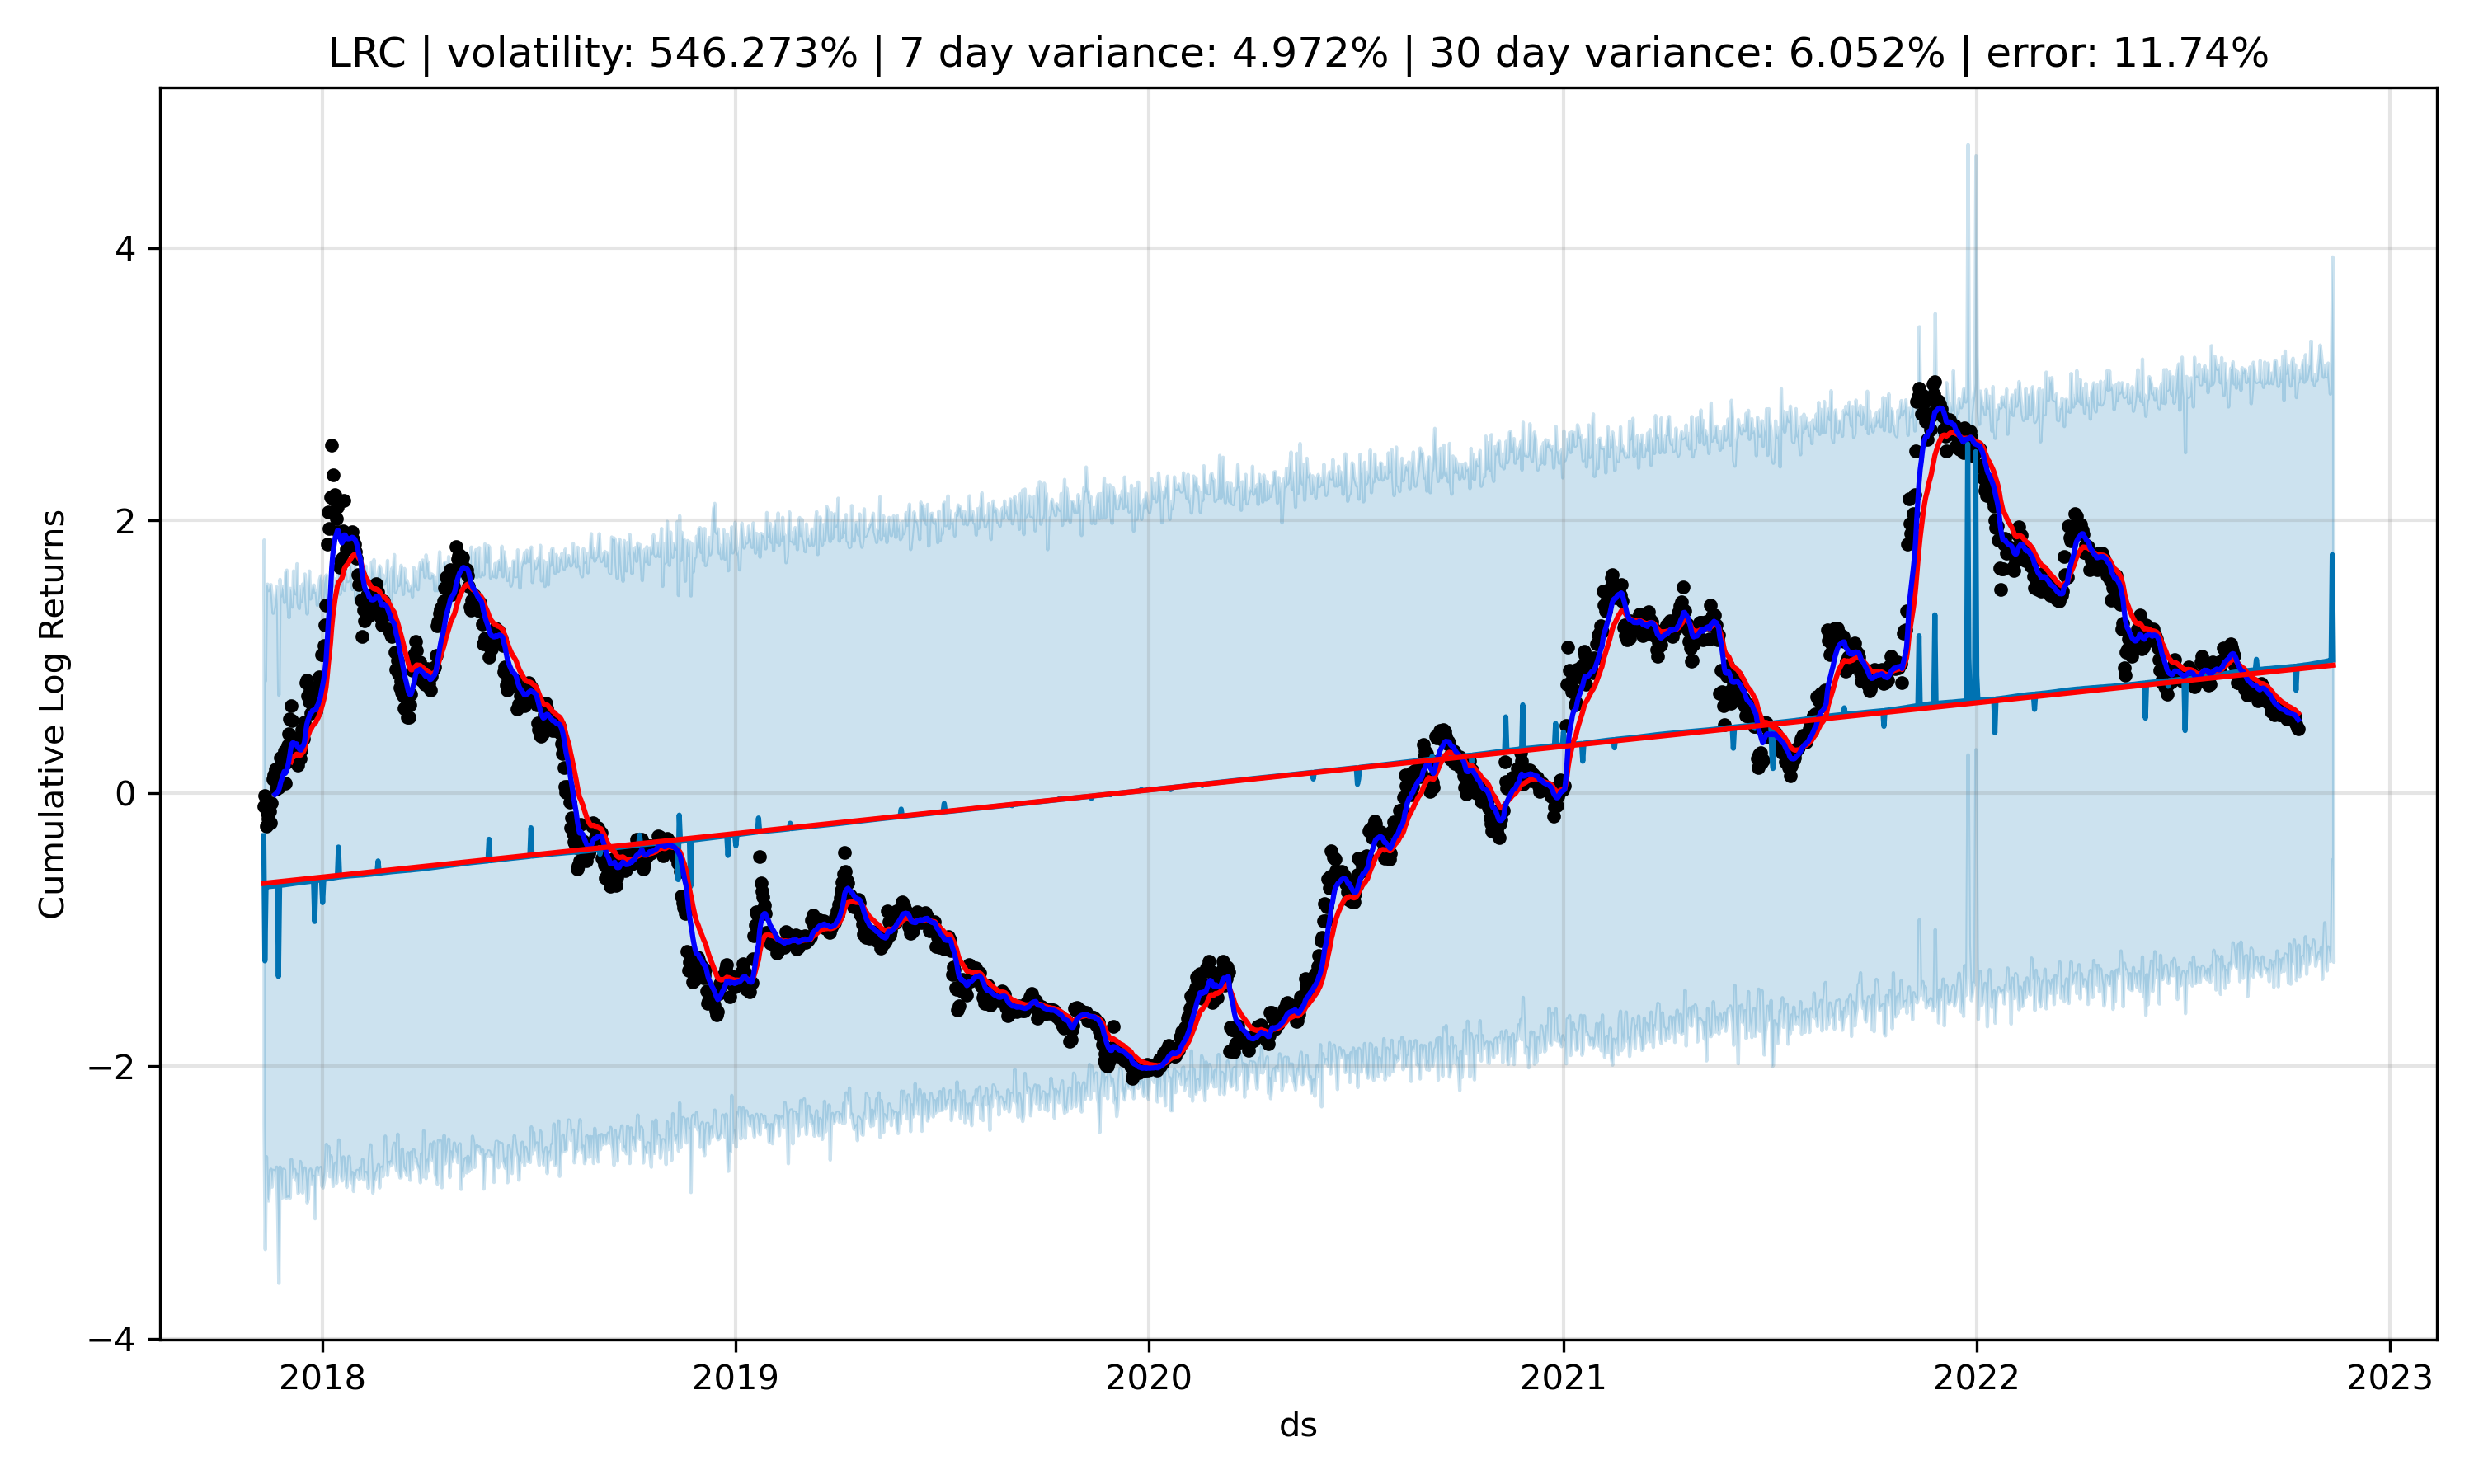 LRC | volatility: 546.273% | 7 day variance: 4.972% | 30 day variance: 6.052% | error: 11.74%
Cumulative Log Returns
4
2
0
−2
−4
2018 2019 2020 2021 2022 2023
ds